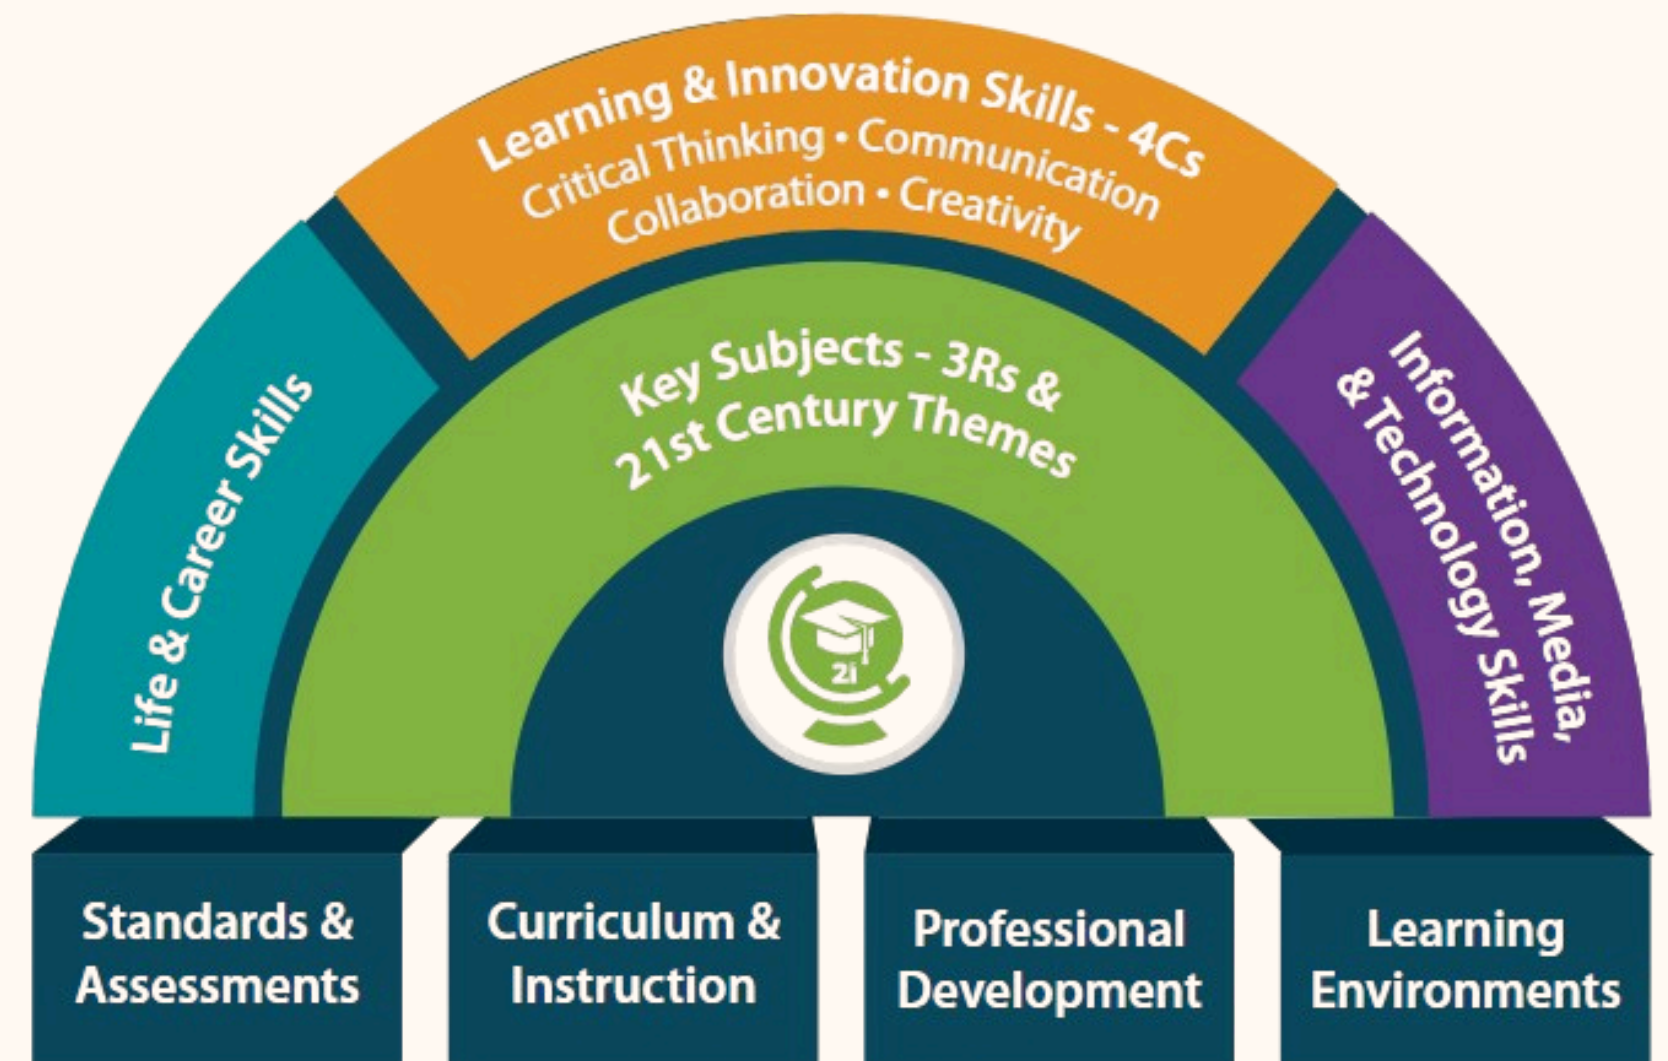 Learning & Innovation Skills - 4Cs
Critical Thinking • Communication
Collaboration • Creativity
Life & Career Skills
Key Subjects - 3Rs &
21st Century Themes
Information, Media,
& Technology Skills
2i
Standards &
Assessments
Curriculum &
Instruction
Professional
Development
Learning
Environments